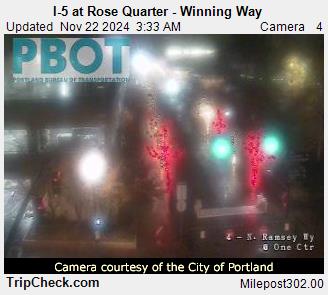 I-5 at Rose Quarter - Winning Way
Updated Nov 22 2024 3:33 AM Camera 4
PBOT
PORTLAND BUREAU OF TRANSPORTATION
4 - N. Ramsey Wy
@ One Ctr
Camera courtesy of the City of Portland
TripCheck.com Milepost302.00